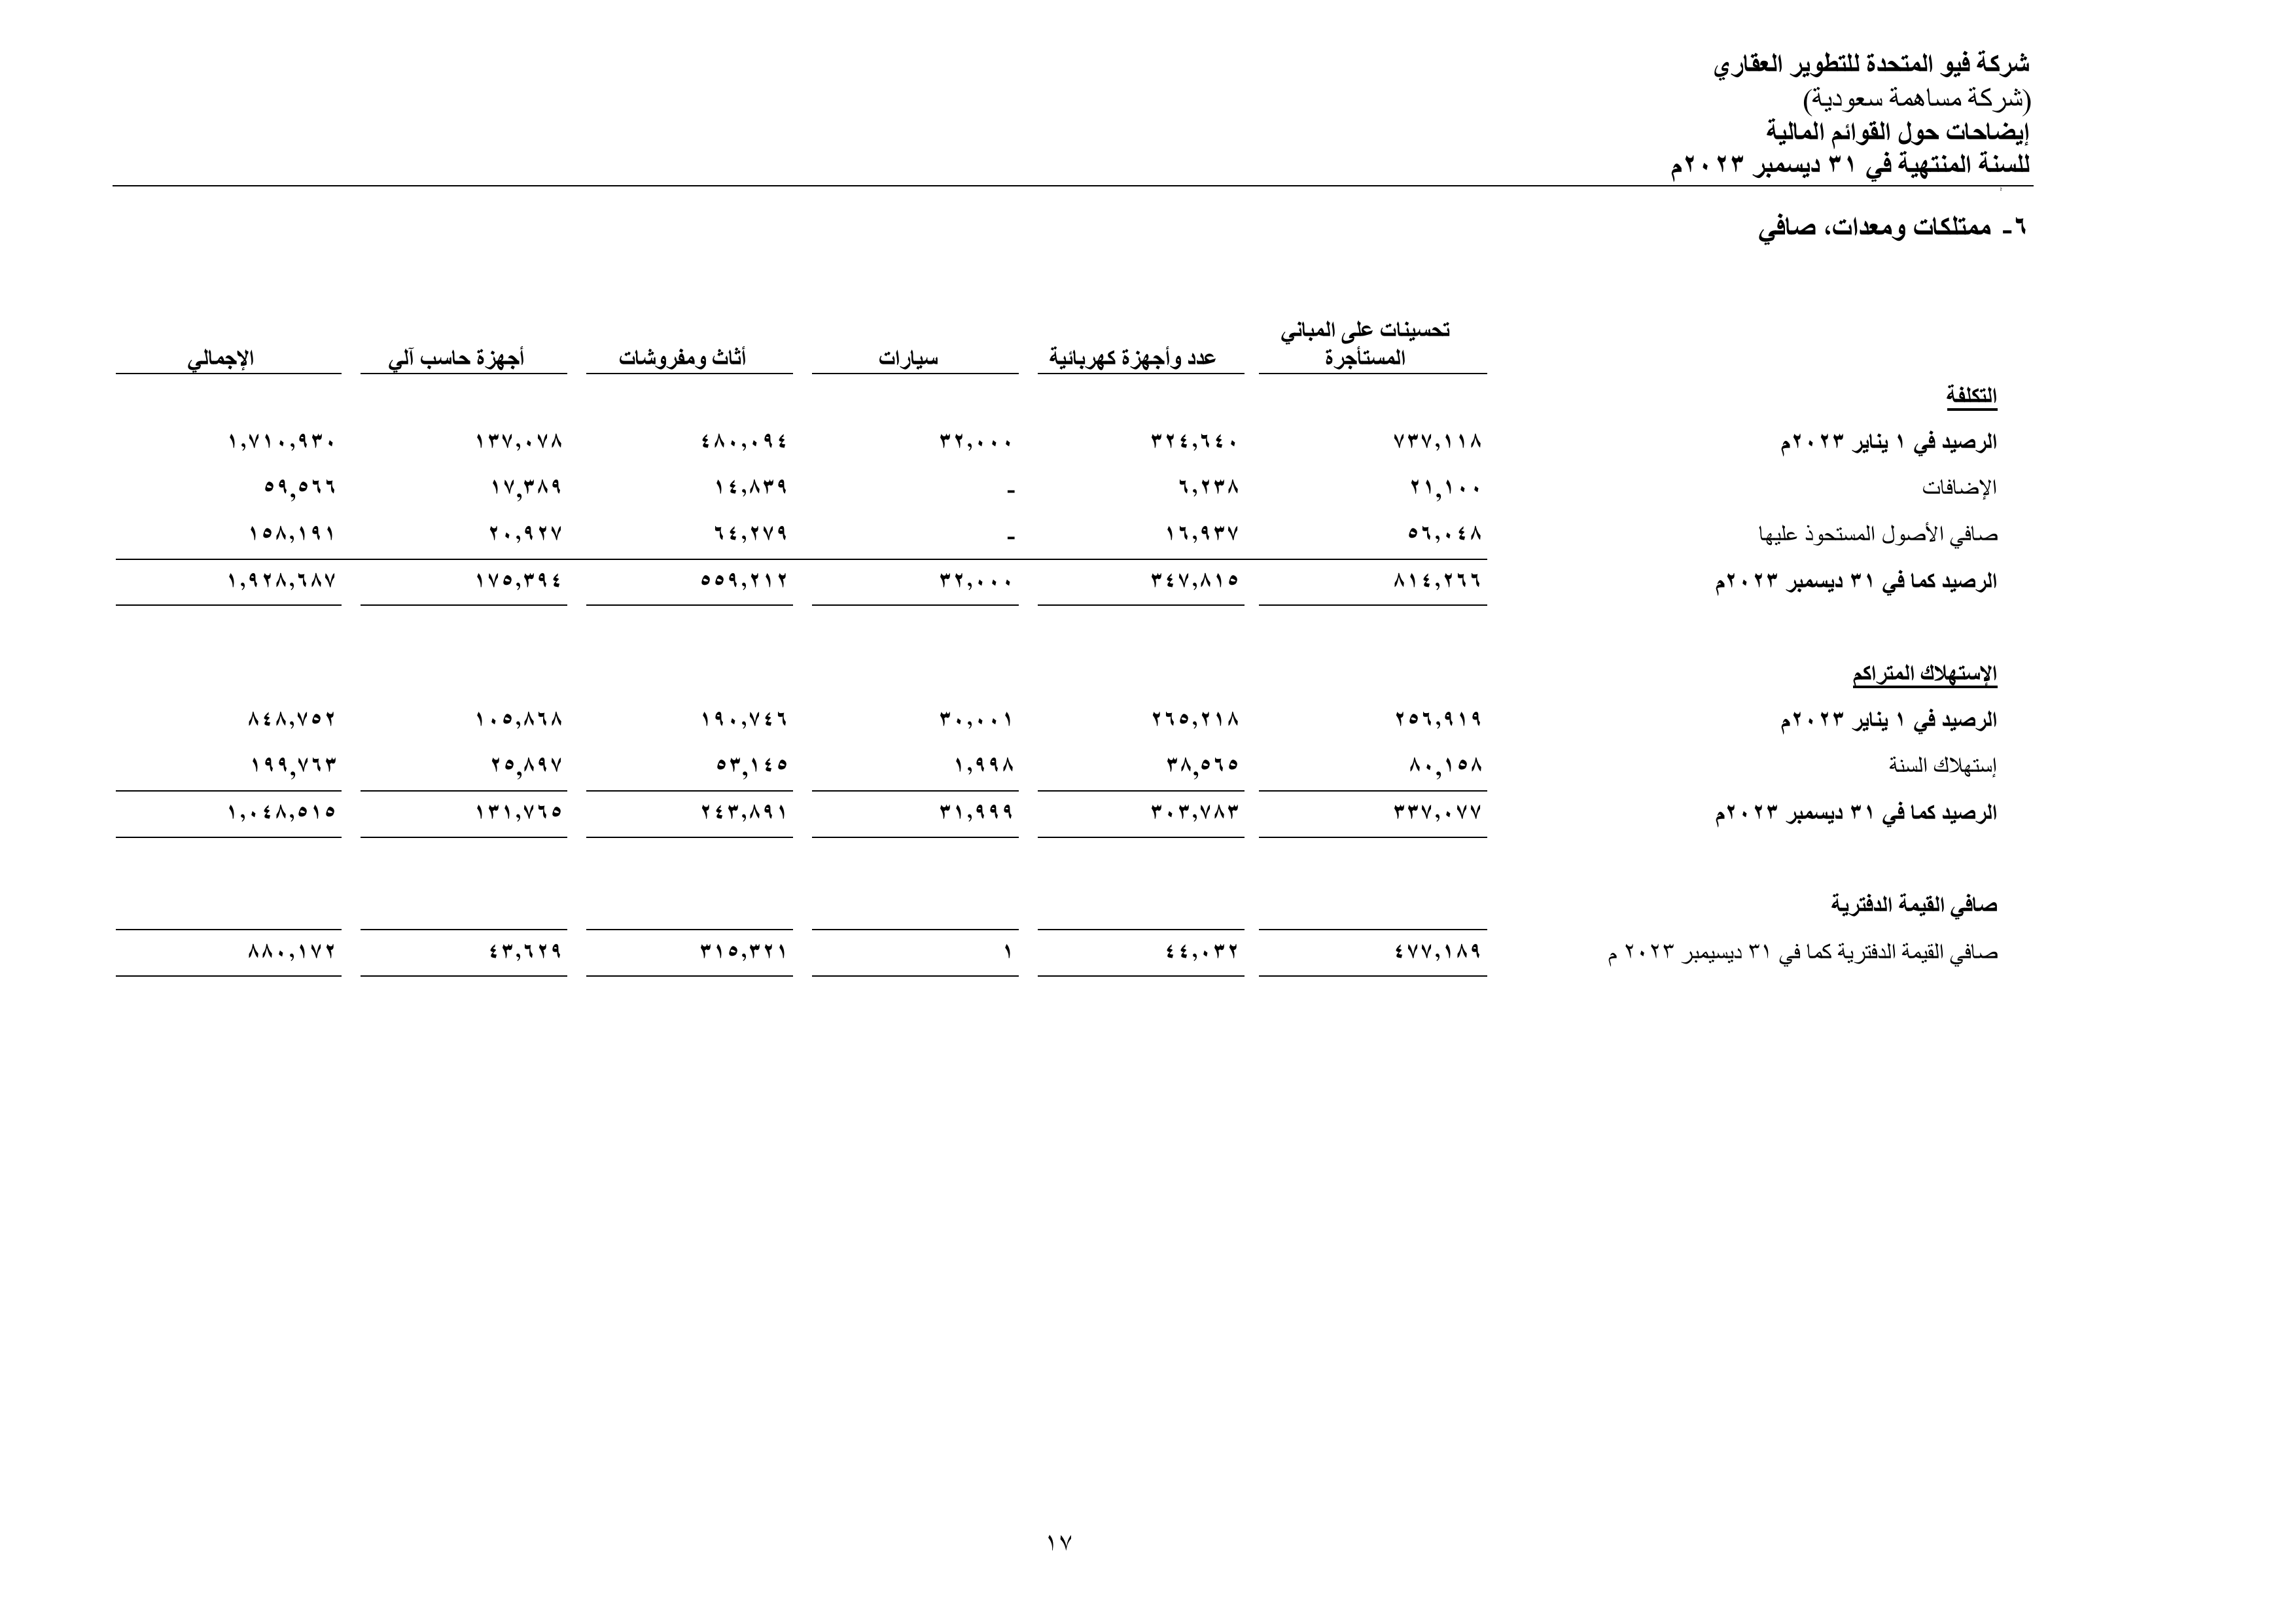 شركة فيو المتحدة للتطوير العقاري
(شركة مساهمة سعودية)
إيضاحات حول القوائم المالية
للسنة المنتهية في ٣١ ديسمبر ٢٠٢٣م
٦- ممتلكات ومعدات، صافي
تحسينات على المباني المستأجرة عدد وأجهزة كهربائية سيارات أثاث ومفروشات أجهزة حاسب آلي الإجمالي
التكلفة
الرصيد في ١ يناير ٢٠٢٣م ٧٣٧,١١٨ ٣٢٤,٦٤٠ ٣٢,٠٠٠ ٤٨٠,٠٩٤ ١٣٧,٠٧٨ ١,٧١٠,٩٣٠
الإضافات ٢١,١٠٠ ٦,٢٣٨ - ١٤,٨٣٩ ١٧,٣٨٩ ٥٩,٥٦٦
صافي الأصول المستحوذ عليها ٥٦,٠٤٨ ١٦,٩٣٧ - ٦٤,٢٧٩ ٢٠,٩٢٧ ١٥٨,١٩١
الرصيد كما في ٣١ ديسمبر ٢٠٢٣م ٨١٤,٢٦٦ ٣٤٧,٨١٥ ٣٢,٠٠٠ ٥٥٩,٢١٢ ١٧٥,٣٩٤ ١,٩٢٨,٦٨٧
الإستهلاك المتراكم
الرصيد في ١ يناير ٢٠٢٣م ٢٥٦,٩١٩ ٢٦٥,٢١٨ ٣٠,٠٠١ ١٩٠,٧٤٦ ١٠٥,٨٦٨ ٨٤٨,٧٥٢
إستهلاك السنة ٨٠,١٥٨ ٣٨,٥٦٥ ١,٩٩٨ ٥٣,١٤٥ ٢٥,٨٩٧ ١٩٩,٧٦٣
الرصيد كما في ٣١ ديسمبر ٢٠٢٣م ٣٣٧,٠٧٧ ٣٠٣,٧٨٣ ٣١,٩٩٩ ٢٤٣,٨٩١ ١٣١,٧٦٥ ١,٠٤٨,٥١٥
صافي القيمة الدفترية
صافي القيمة الدفترية كما في ٣١ ديسيمبر ٢٠٢٣ م ٤٧٧,١٨٩ ٤٤,٠٣٢ ١ ٣١٥,٣٢١ ٤٣,٦٢٩ ٨٨٠,١٧٢
١٧